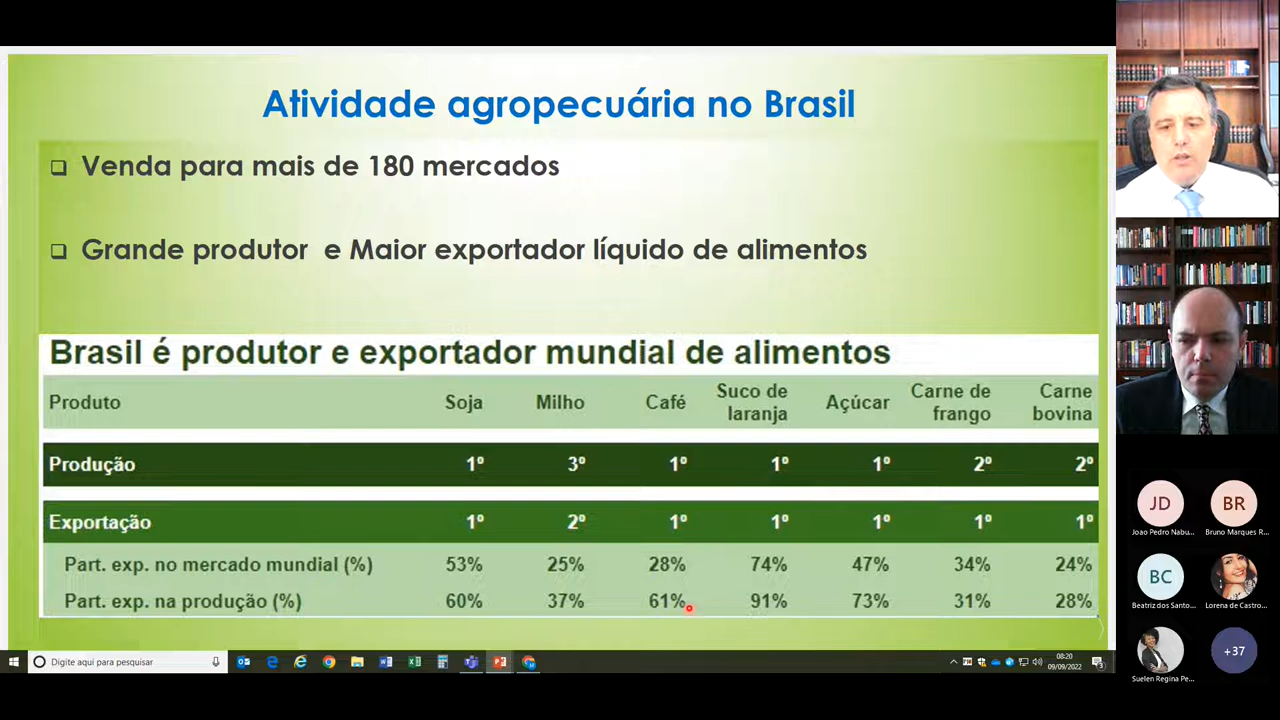 Atividade agropecuária no Brasil
Venda para mais de 180 mercados
Grande produtor e Maior exportador líquido de alimentos
Brasil é produtor e exportador mundial de alimentos
Produto Soja Milho Café Suco de laranja Açúcar Carne de frango Carne bovina
Produção 1º 3º 1º 1º 1º 2º 2º
Exportação 1º 2º 1º 1º 1º 1º 1º
Part. exp. no mercado mundial (%) 53% 25% 28% 74% 47% 34% 24%
Part. exp. na produção (%) 60% 37% 61% 91% 73% 31% 28%
Digite aqui para pesquisar
08:20
09/09/2022
JD
BR
Joao Pedro Nabu...
Bruno Marques R...
BC
Beatriz dos Santo...
Lorena de Castro...
+37
Suelen Regina Pe...